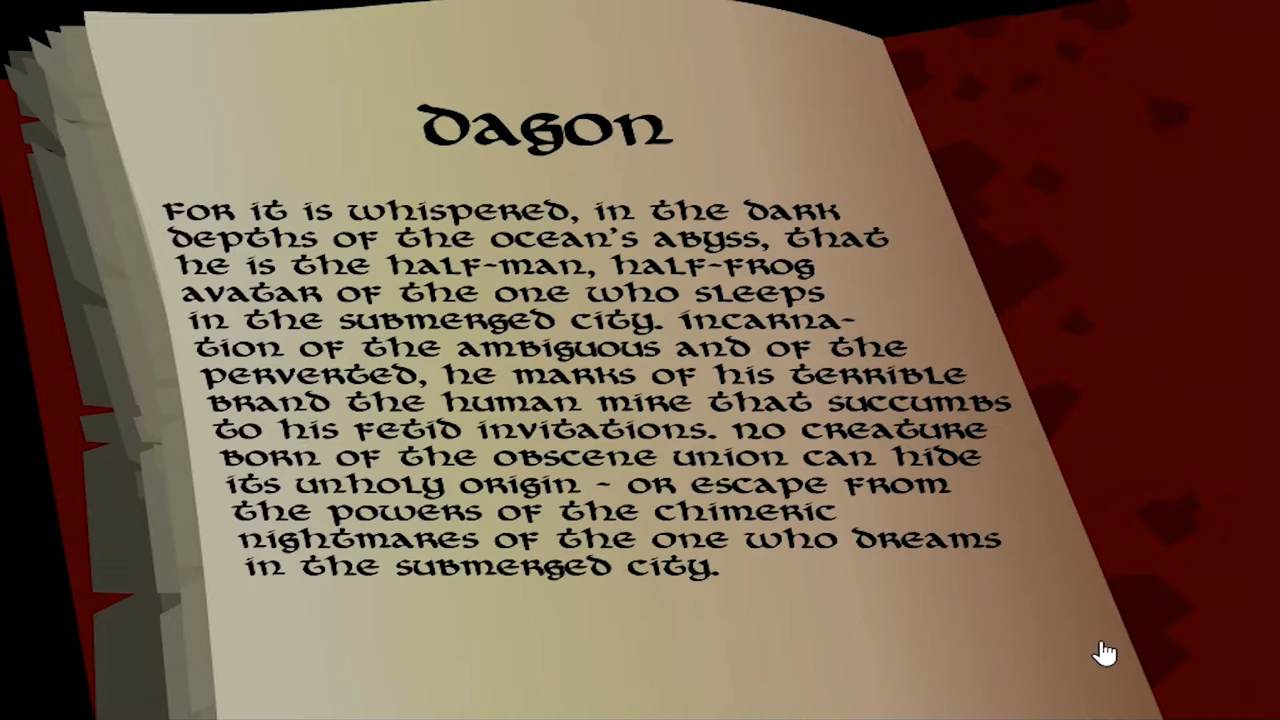 Dagon
For it is whispered, in the dark
depths of the ocean's abyss, that
he is the half-man, half-frog
avatar of the one who sleeps
in the submerged city. Incarna-
tion of the ambiguous and of the
perverted, he marks of his terrible
brand the human mire that succumbs
to his fetid invitations. No creature
born of the obscene union can hide
its unholy origin - or escape from
the powers of the chimeric
nightmares of the one who dreams
in the submerged city.